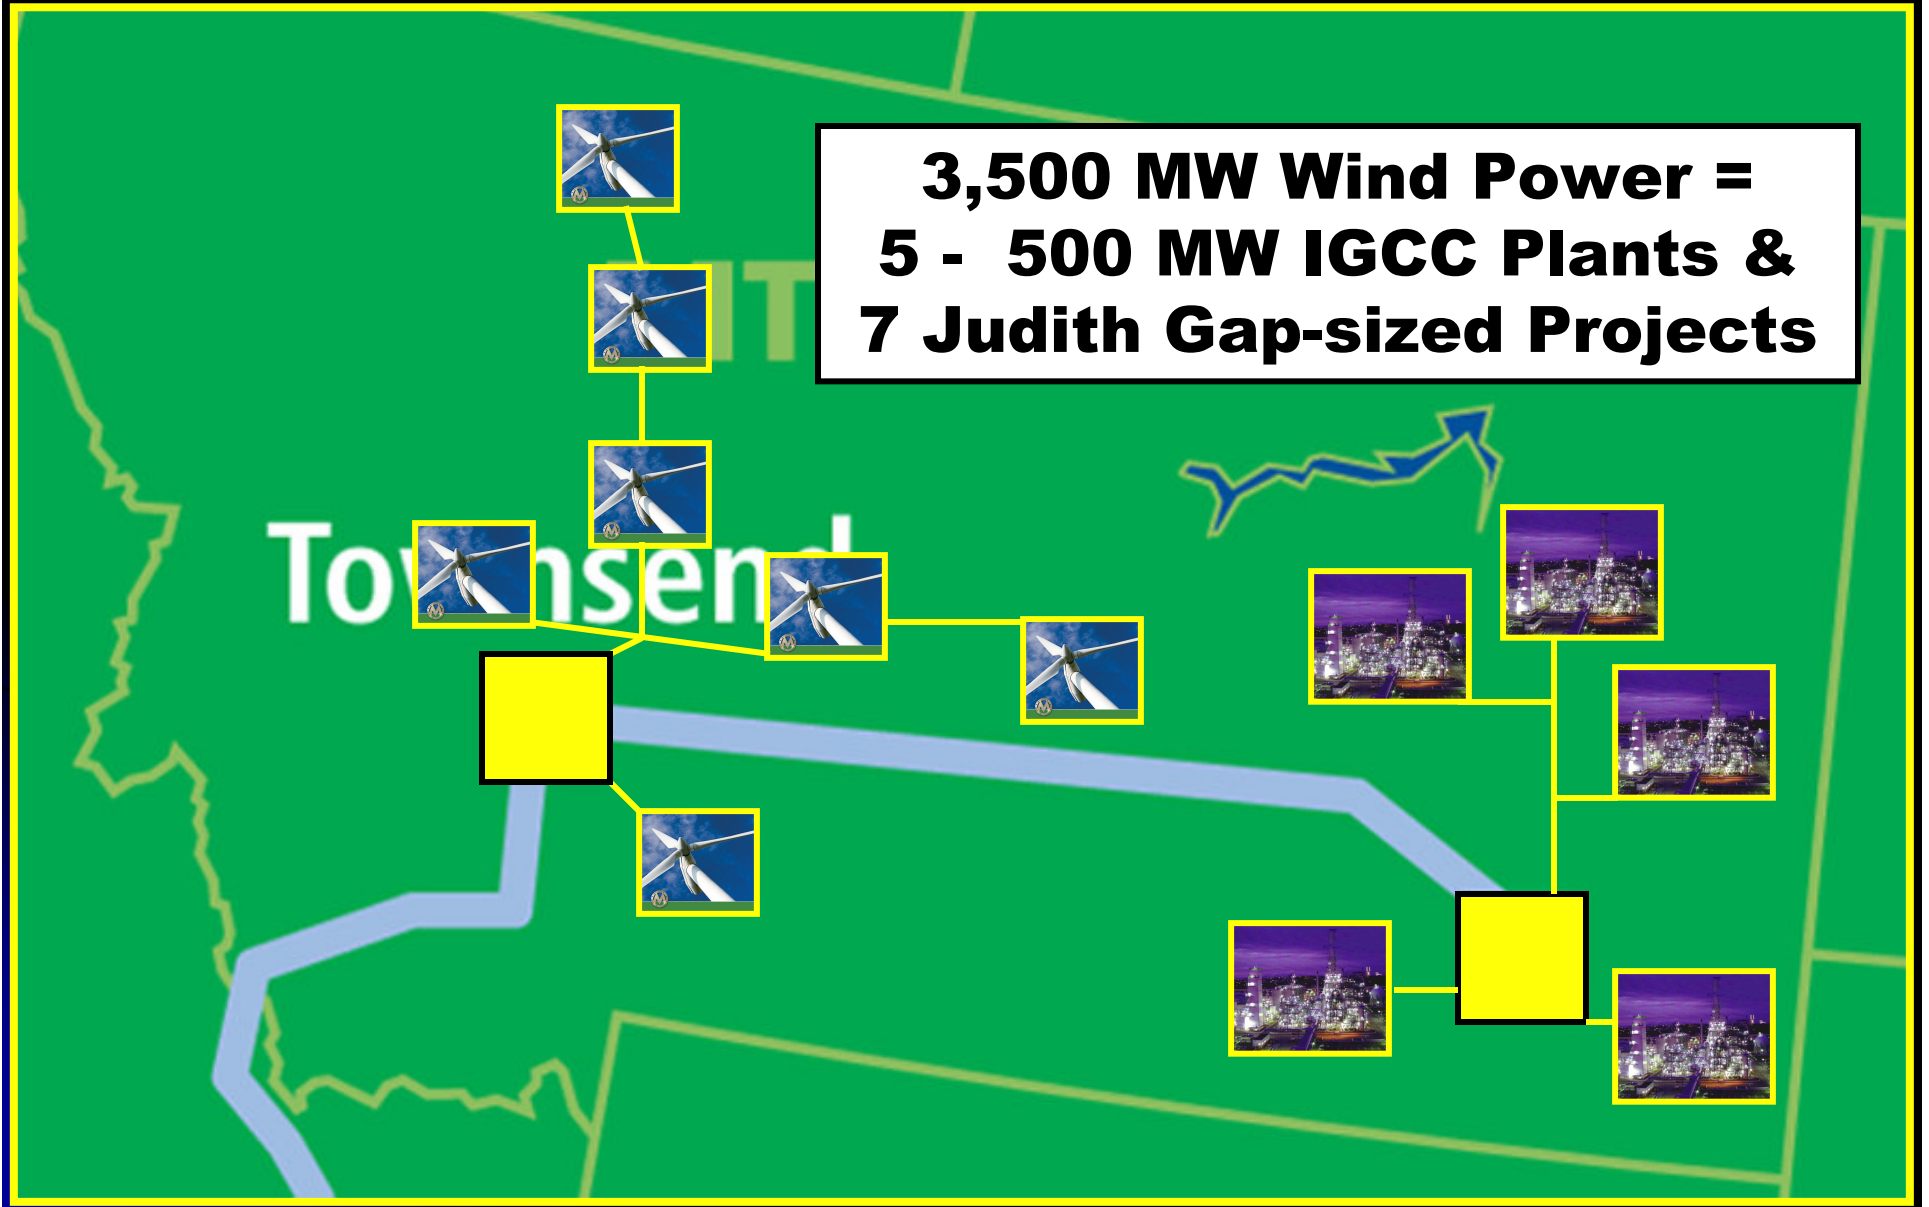 3,500 MW Wind Power =
5 - 500 MW IGCC Plants &
7 Judith Gap-sized Projects